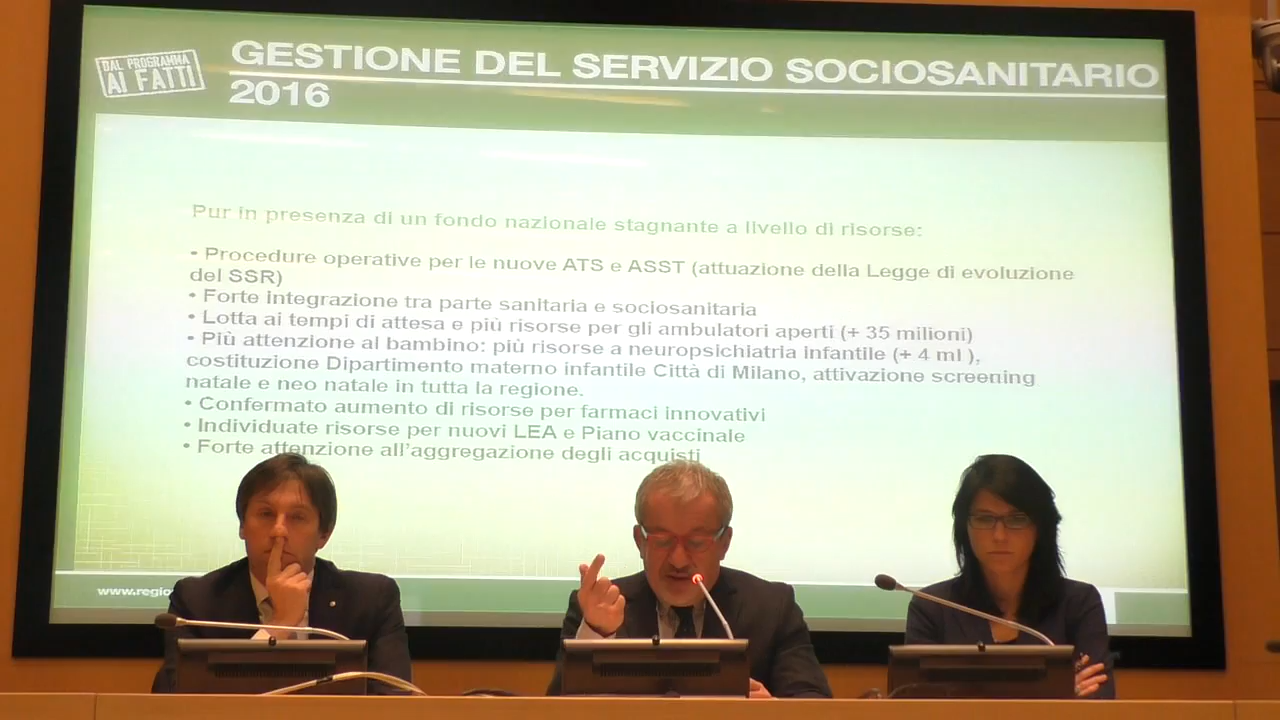 DAL PROGRAMMA
AI FATTI
GESTIONE DEL SERVIZIO SOCIOSANITARIO
2016
Pur in presenza di un fondo nazionale stagnante a livello di risorse:
• Procedure operative per le nuove ATS e ASST (attuazione della Legge di evoluzione
del SSR)
• Forte integrazione tra parte sanitaria e sociosanitaria
• Lotta ai tempi di attesa e più risorse per gli ambulatori aperti (+ 35 milioni)
• Più attenzione al bambino: più risorse a neuropsichiatria infantile (+ 4 ml ),
costituzione Dipartimento materno infantile Città di Milano, attivazione screening
natale e neo natale in tutta la regione.
• Confermato aumento di risorse per farmaci innovativi
• Individuate risorse per nuovi LEA e Piano vaccinale
• Forte attenzione all'aggregazione degli acquisti
www.regio